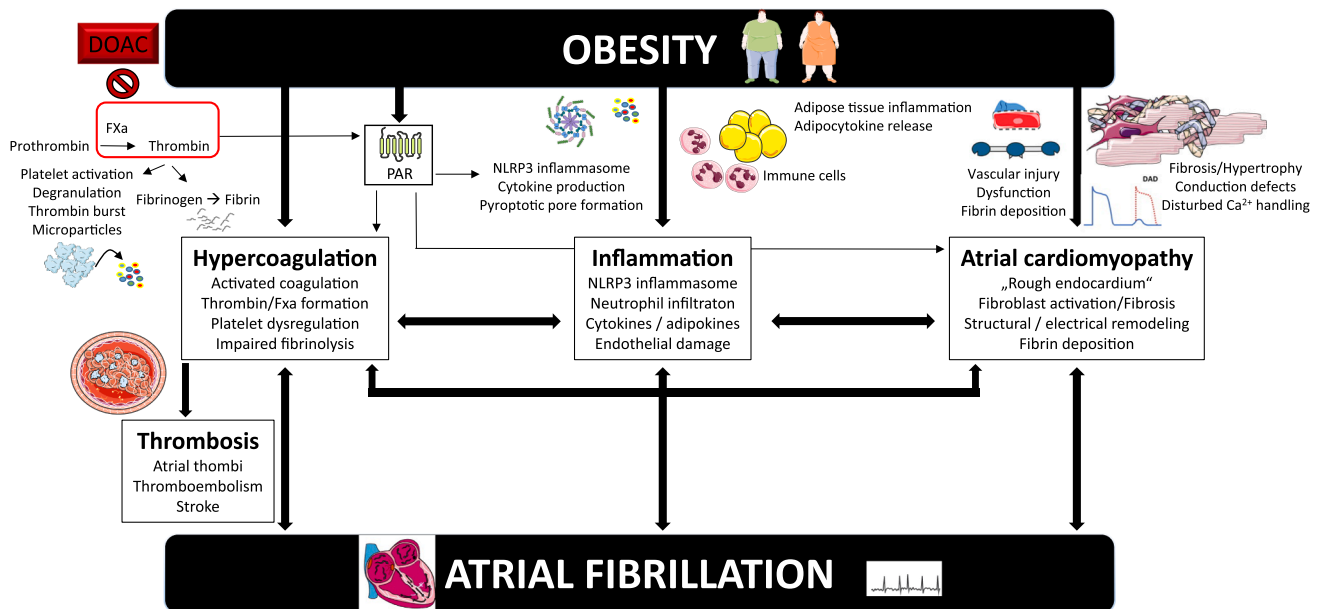 DOAC
OBESITY
FXa
Prothrombin
Thrombin
Platelet activation
Degranulation
Thrombin burst
Microparticles
Fibrinogen → Fibrin
PAR
NLRP3 inflammasome
Cytokine production
Pyroptotic pore formation
Adipose tissue inflammation
Adipocytokine release
Immune cells
Vascular injury
Dysfunction
Fibrin deposition
Fibrosis/Hypertrophy
Conduction defects
Disturbed Ca²⁺ handling
DAD
Hypercoagulation
Activated coagulation
Thrombin/Fxa formation
Platelet dysregulation
Impaired fibrinolysis
Inflammation
NLRP3 inflammasome
Neutrophil infiltraton
Cytokines / adipokines
Endothelial damage
Atrial cardiomyopathy
„Rough endocardium“
Fibroblast activation/Fibrosis
Structural / electrical remodeling
Fibrin deposition
Thrombosis
Atrial thombi
Thromboembolism
Stroke
ATRIAL FIBRILLATION